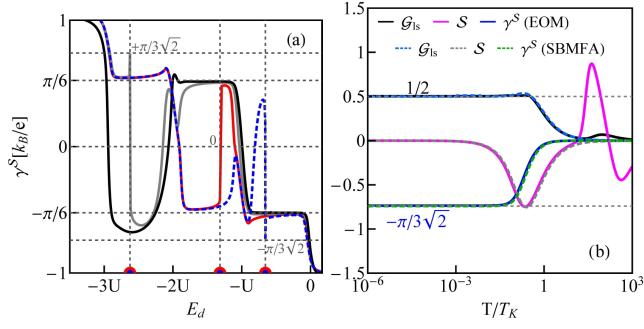 (a)
γ^S [k_B/e]
1
π/6
0
−π/6
−1
+π/3√2
0
−π/3√2
−3U
−2U
−U
E_d
G_ls S γ^S (EOM)
G_ls S γ^S (SBMFA)
1.5
1/2
1.0
0.5
0
−0.5
−π/3√2
−1
−1.5
(b)
10^−6
10^−3
1
10^3
T/T_K